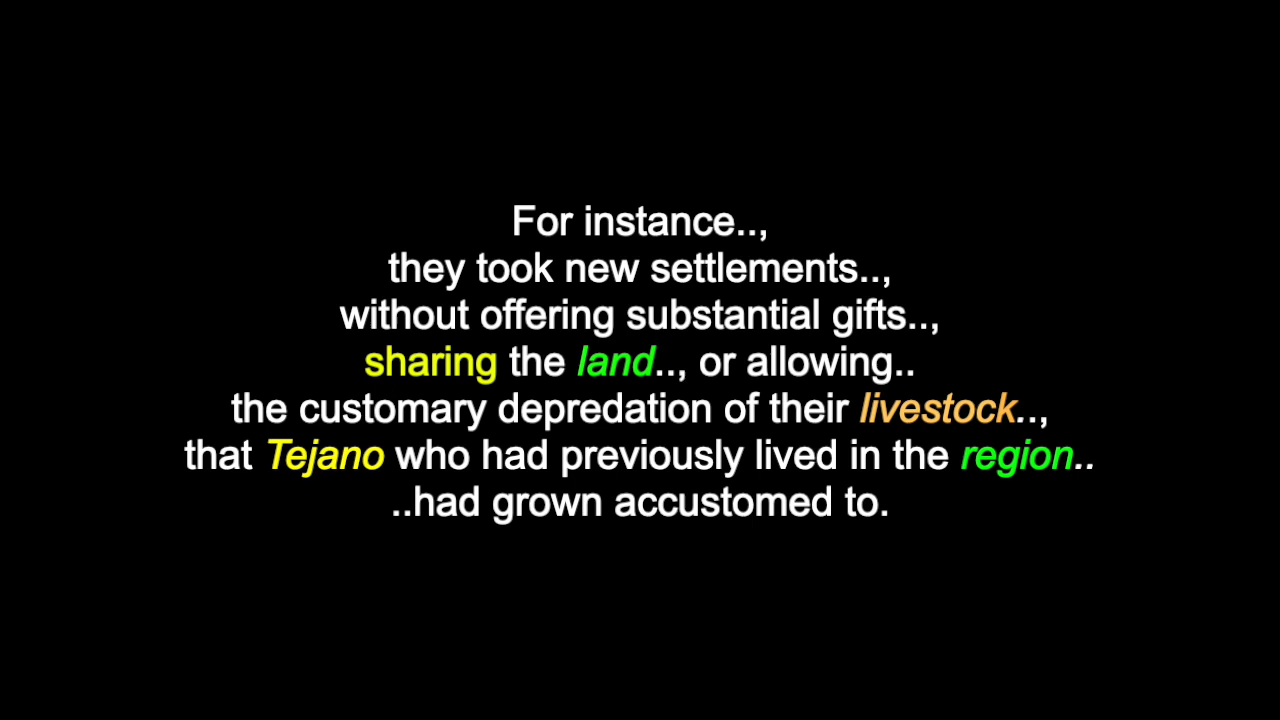 For instance..,
they took new settlements..,
without offering substantial gifts..,
sharing the land.., or allowing..
the customary depredation of their livestock..,
that Tejano who had previously lived in the region..
..had grown accustomed to.